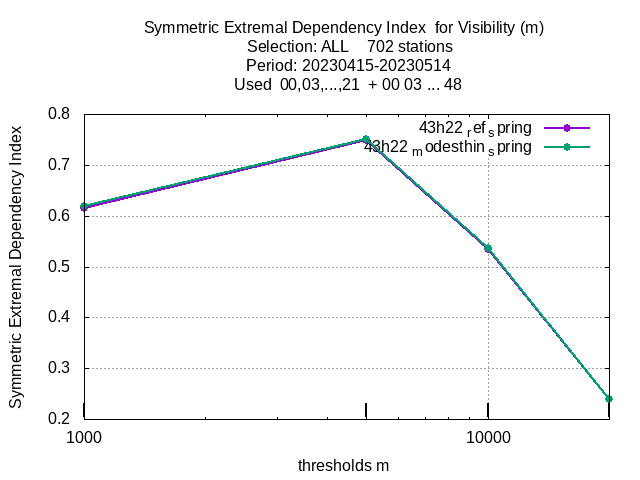 Symmetric Extremal Dependency Index  for Visibility (m)
Selection: ALL    702 stations
Period: 20230415-20230514
Used  00,03,...,21  + 00 03 ... 48
43h22 ref spring
43h22 modesthin spring
Symmetric Extremal Dependency Index
0.8
0.7
0.6
0.5
0.4
0.3
0.2
1000
10000
thresholds m